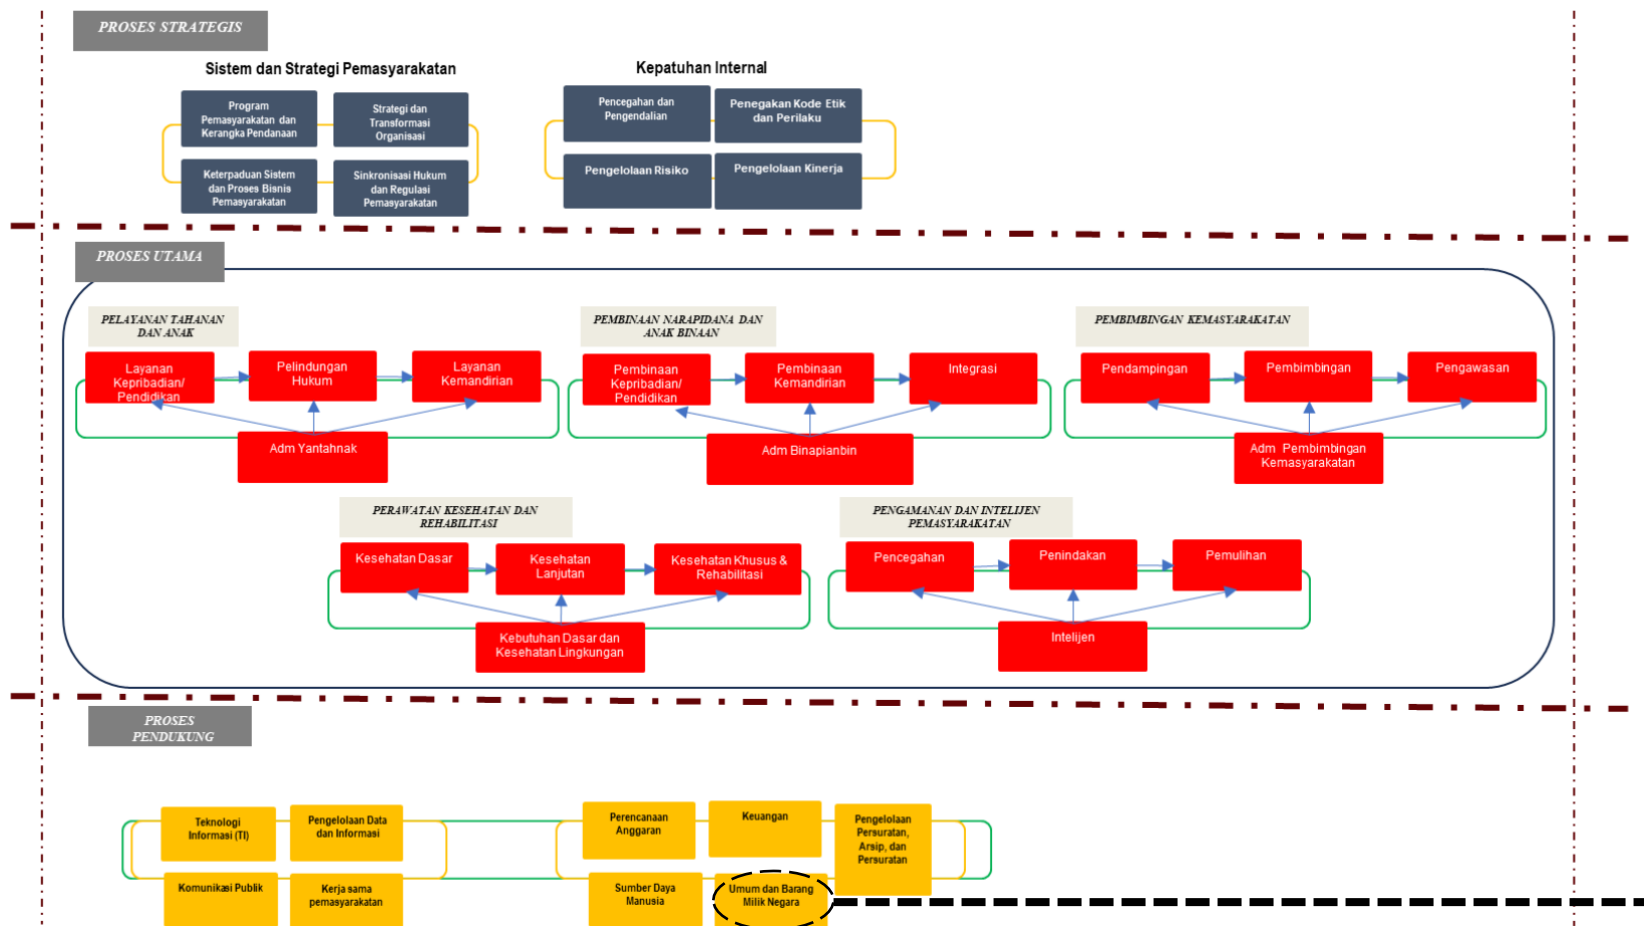 PROSES STRATEGIS
Sistem dan Strategi Pemasyarakatan
Program
Pemasyarakatan dan
Kerangka Pendanaan
Strategi dan
Transformasi
Organisasi
Keterpaduan Sistem
dan Proses Bisnis
Pemasyarakatan
Sinkronisasi Hukum
dan Regulasi
Pemasyarakatan
Kepatuhan Internal
Pencegahan dan
Pengendalian
Penegakan Kode Etik
dan Perilaku
Pengelolaan Risiko
Pengelolaan Kinerja
PROSES UTAMA
PELAYANAN TAHANAN
DAN ANAK
Layanan
Kepribadian/
Pendidikan
Pelindungan
Hukum
Layanan
Kemandirian
Adm Yantahnak
PEMBINAAN NARAPIDANA DAN
ANAK BINAAN
Pembinaan
Kepribadian/
Pendidikan
Pembinaan
Kemandirian
Integrasi
Adm Binapianbin
PEMBIMBINGAN KEMASYARAKATAN
Pendampingan
Pembimbingan
Pengawasan
Adm Pembimbingan
Kemasyarakatan
PERAWATAN KESEHATAN DAN
REHABILITASI
Kesehatan Dasar
Kesehatan
Lanjutan
Kesehatan Khusus &
Rehabilitasi
Kebutuhan Dasar dan
Kesehatan Lingkungan
PENGAMANAN DAN INTELIJEN
PEMASYARAKATAN
Pencegahan
Penindakan
Pemulihan
Intelijen
PROSES
PENDUKUNG
Teknologi
Informasi (TI)
Pengelolaan Data
dan Informasi
Komunikasi Publik
Kerja sama
pemasyarakatan
Perencanaan
Anggaran
Keuangan
Pengelolaan
Persuratan,
Arsip, dan
Persuratan
Sumber Daya
Manusia
Umum dan Barang
Milik Negara